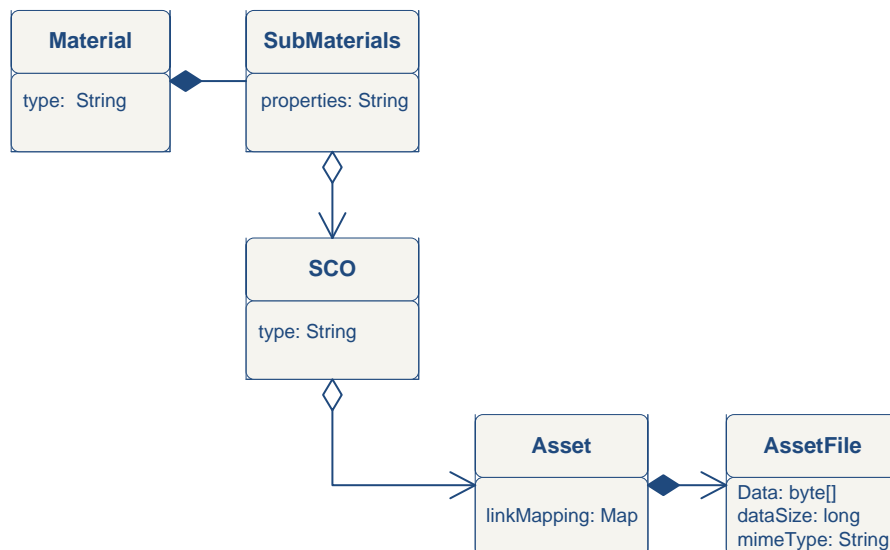 Material
type: String
SubMaterials
properties: String
SCO
type: String
Asset
linkMapping: Map
AssetFile
Data: byte[]
dataSize: long
mimeType: String